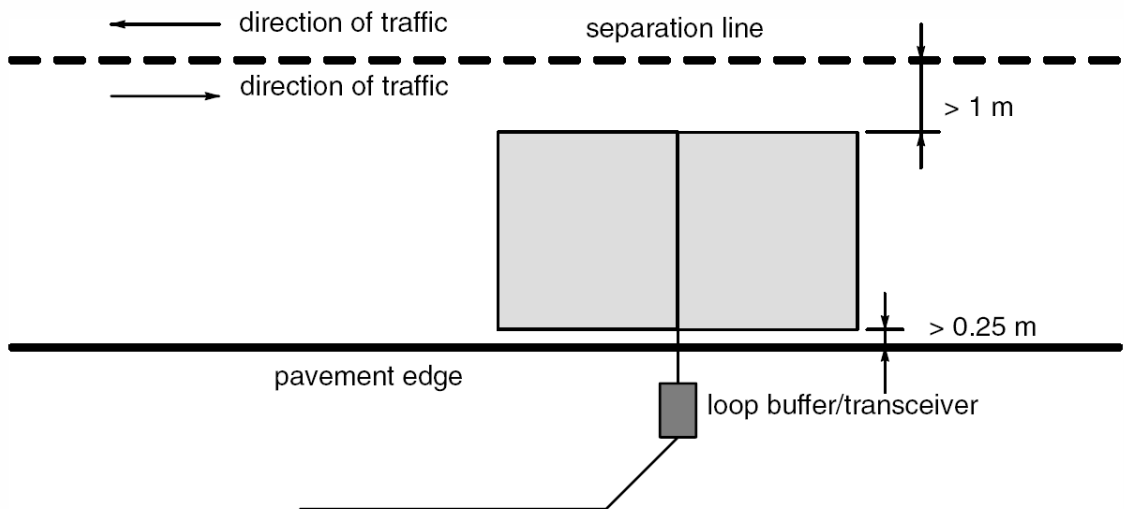 direction of traffic
separation line
direction of traffic
> 1 m
> 0.25 m
pavement edge
loop buffer/transceiver